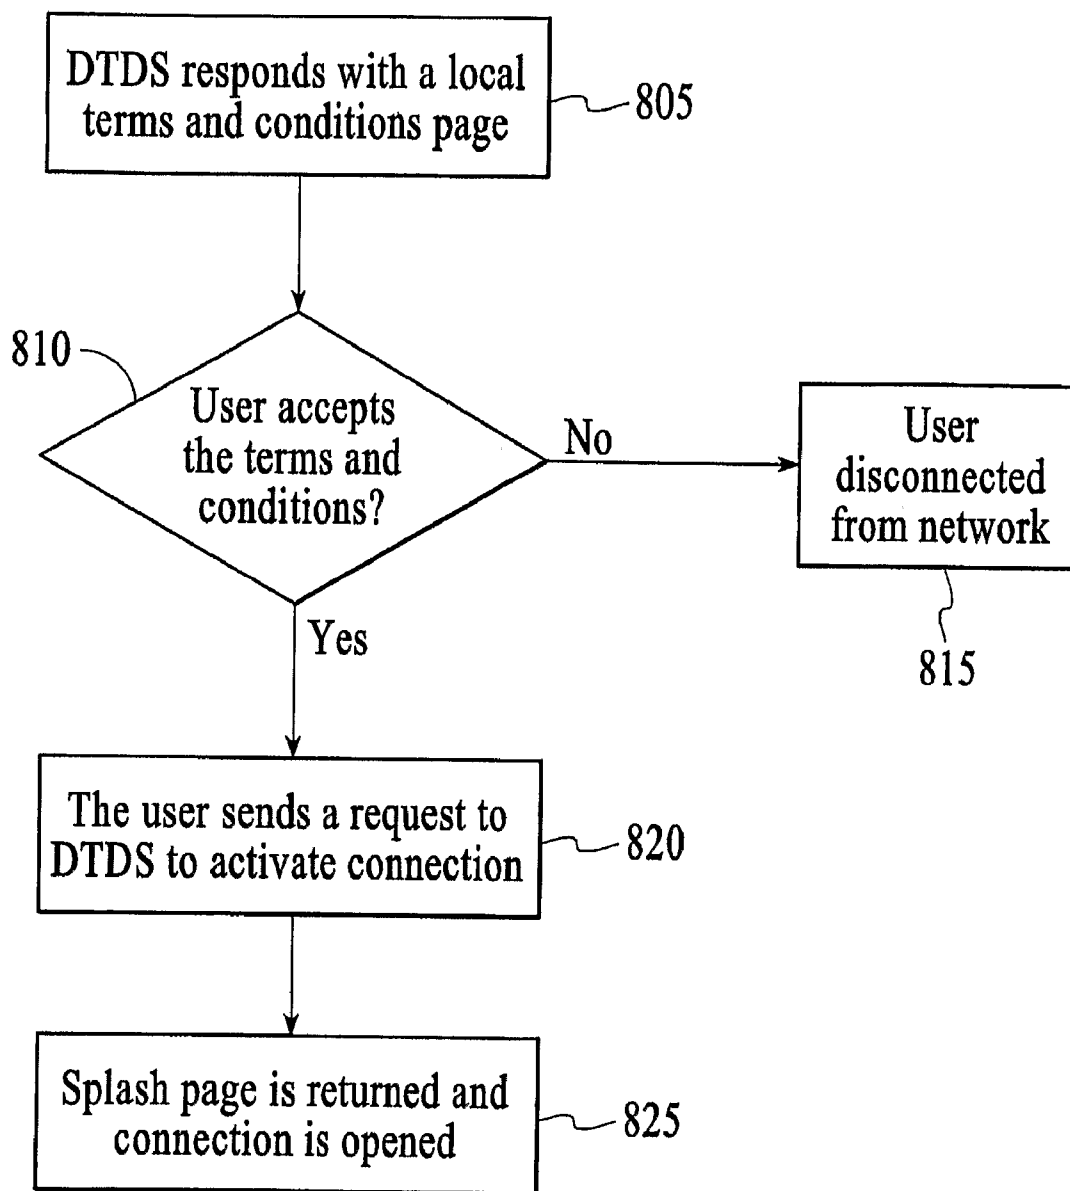 DTDS responds with a local
terms and conditions page
805
810
User accepts
the terms and
conditions?
No
User
disconnected
from network
815
Yes
The user sends a request to
DTDS to activate connection
820
Splash page is returned and
connection is opened
825